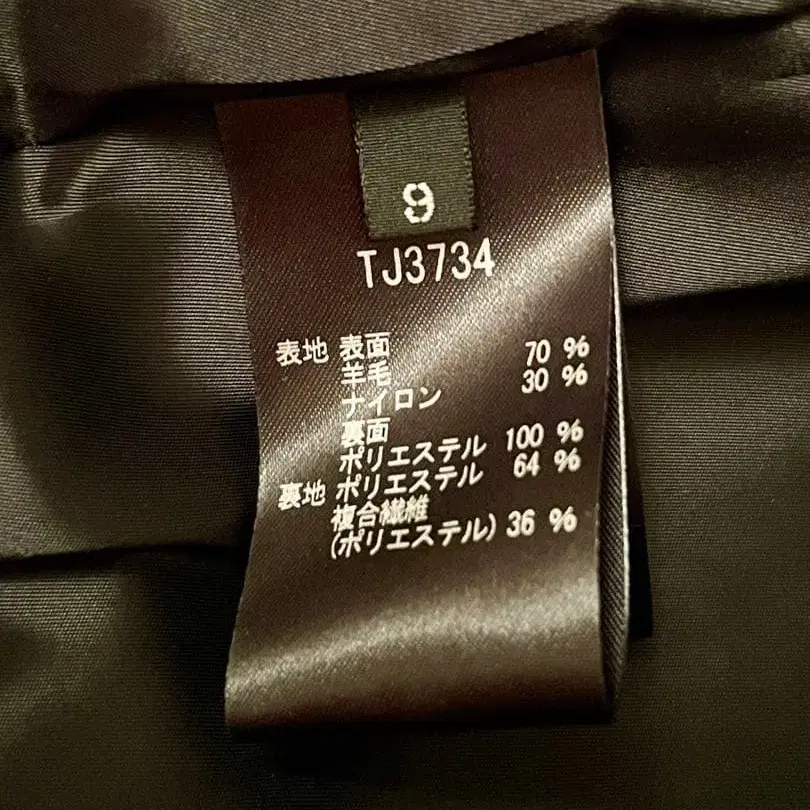 9
TJ3734
表地 表面
羊毛 70 %
ナイロン 30 %
裏面
ポリエステル 100 %
裏地 ポリエステル 64 %
複合繊維
(ポリエステル) 36 %